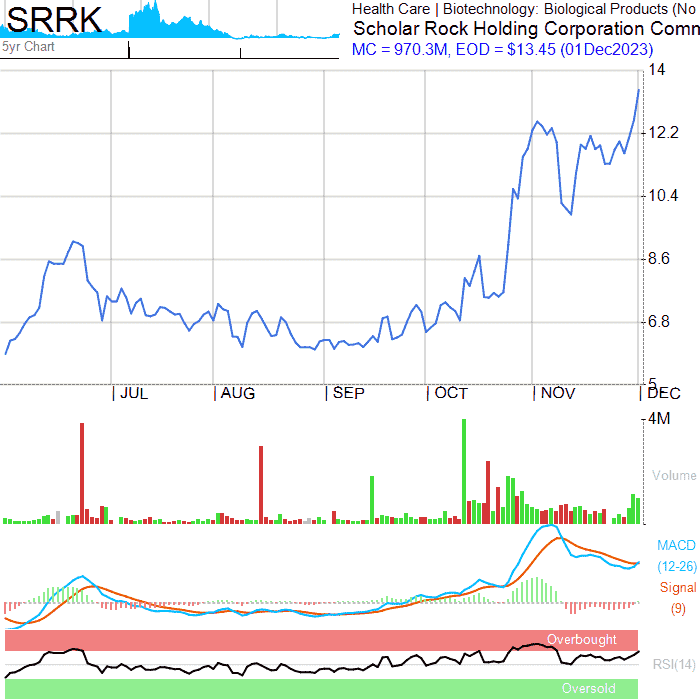 SRRK
Health Care | Biotechnology: Biological Products (No
Scholar Rock Holding Corporation Comm
MC = 970.3M, EOD = $13.45 (01Dec2023)
5yr Chart
14
12.2
10.4
8.6
6.8
5
JUL AUG SEP OCT NOV DEC
4M
Volume
MACD
(12-26)
Signal
(9)
Overbought
RSI(14)
Oversold